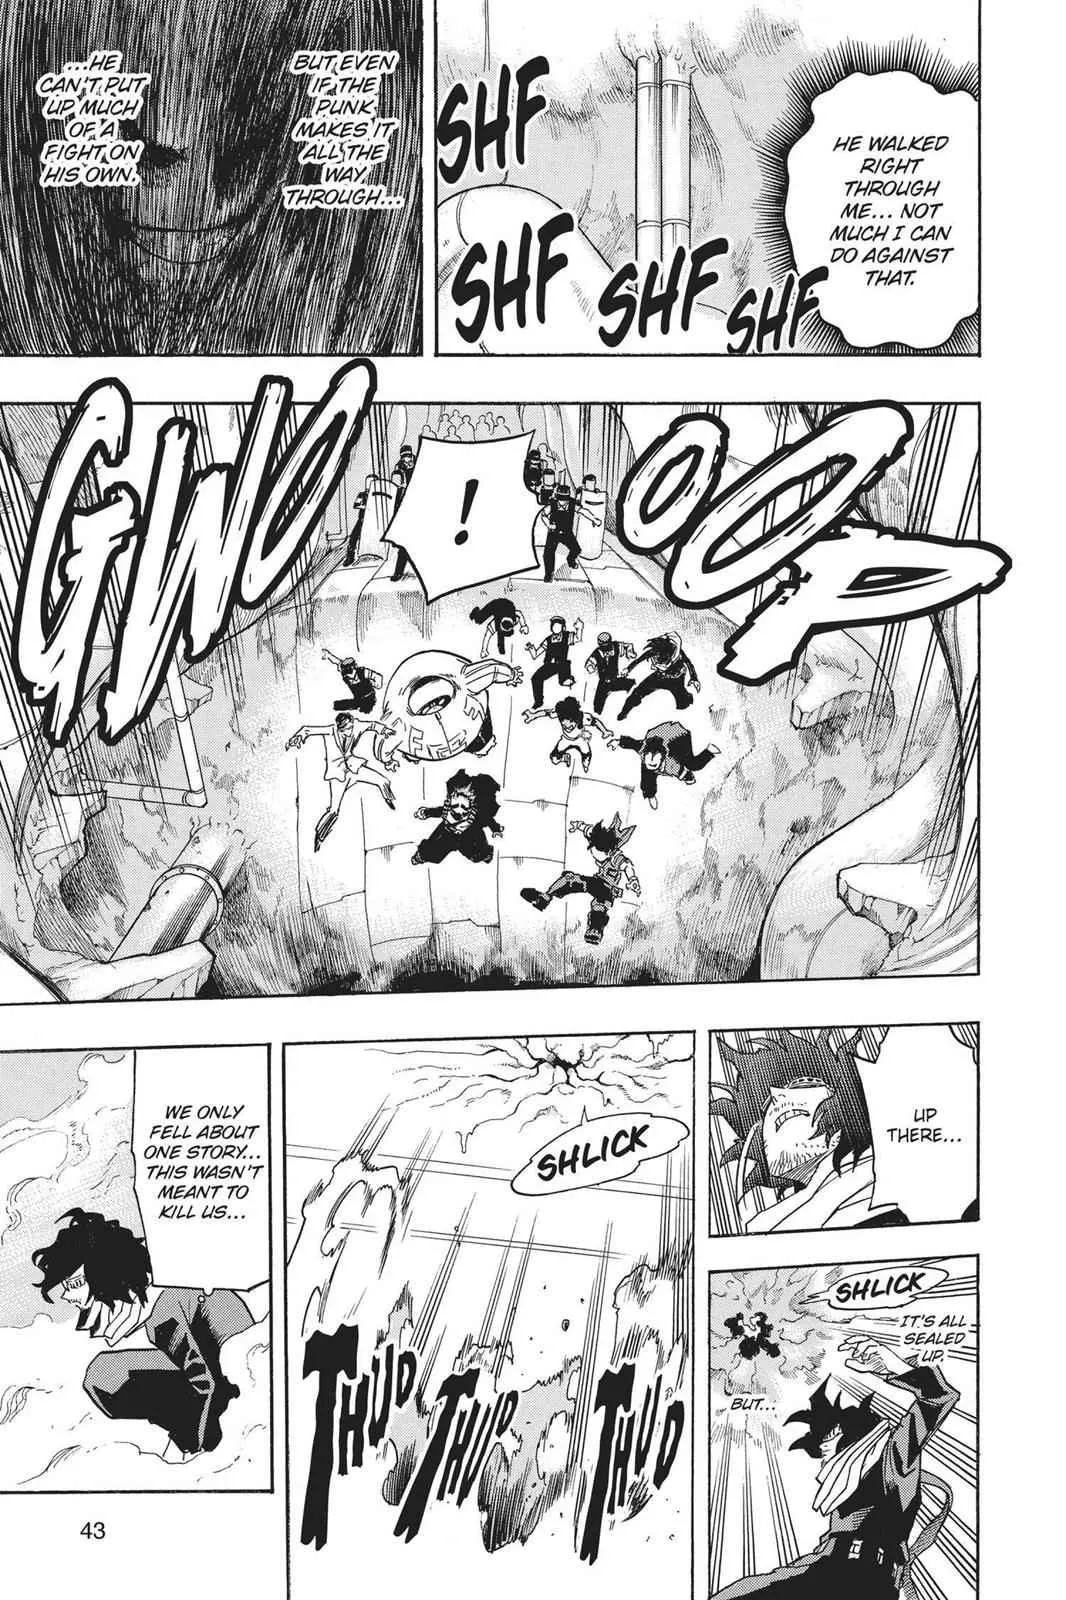 HE WALKED
RIGHT
THROUGH
ME... NOT
MUCH I CAN
DO AGAINST
THAT.
SHF
SHF
SHF
SHF
BUT EVEN
IF THE
PUNK
MAKES IT
ALL THE
WAY
THROUGH...
...HE
CAN'T PUT
UP MUCH
OF A
FIGHT ON
HIS OWN.
GWO
OOP
!
UP
THERE...
SHLICK
IT'S ALL
SEALED
UP.
BUT...
SHLICK
THUD
THUD
THUD
WE ONLY
FELL ABOUT
ONE STORY...
THIS WASN'T
MEANT TO
KILL US...
43